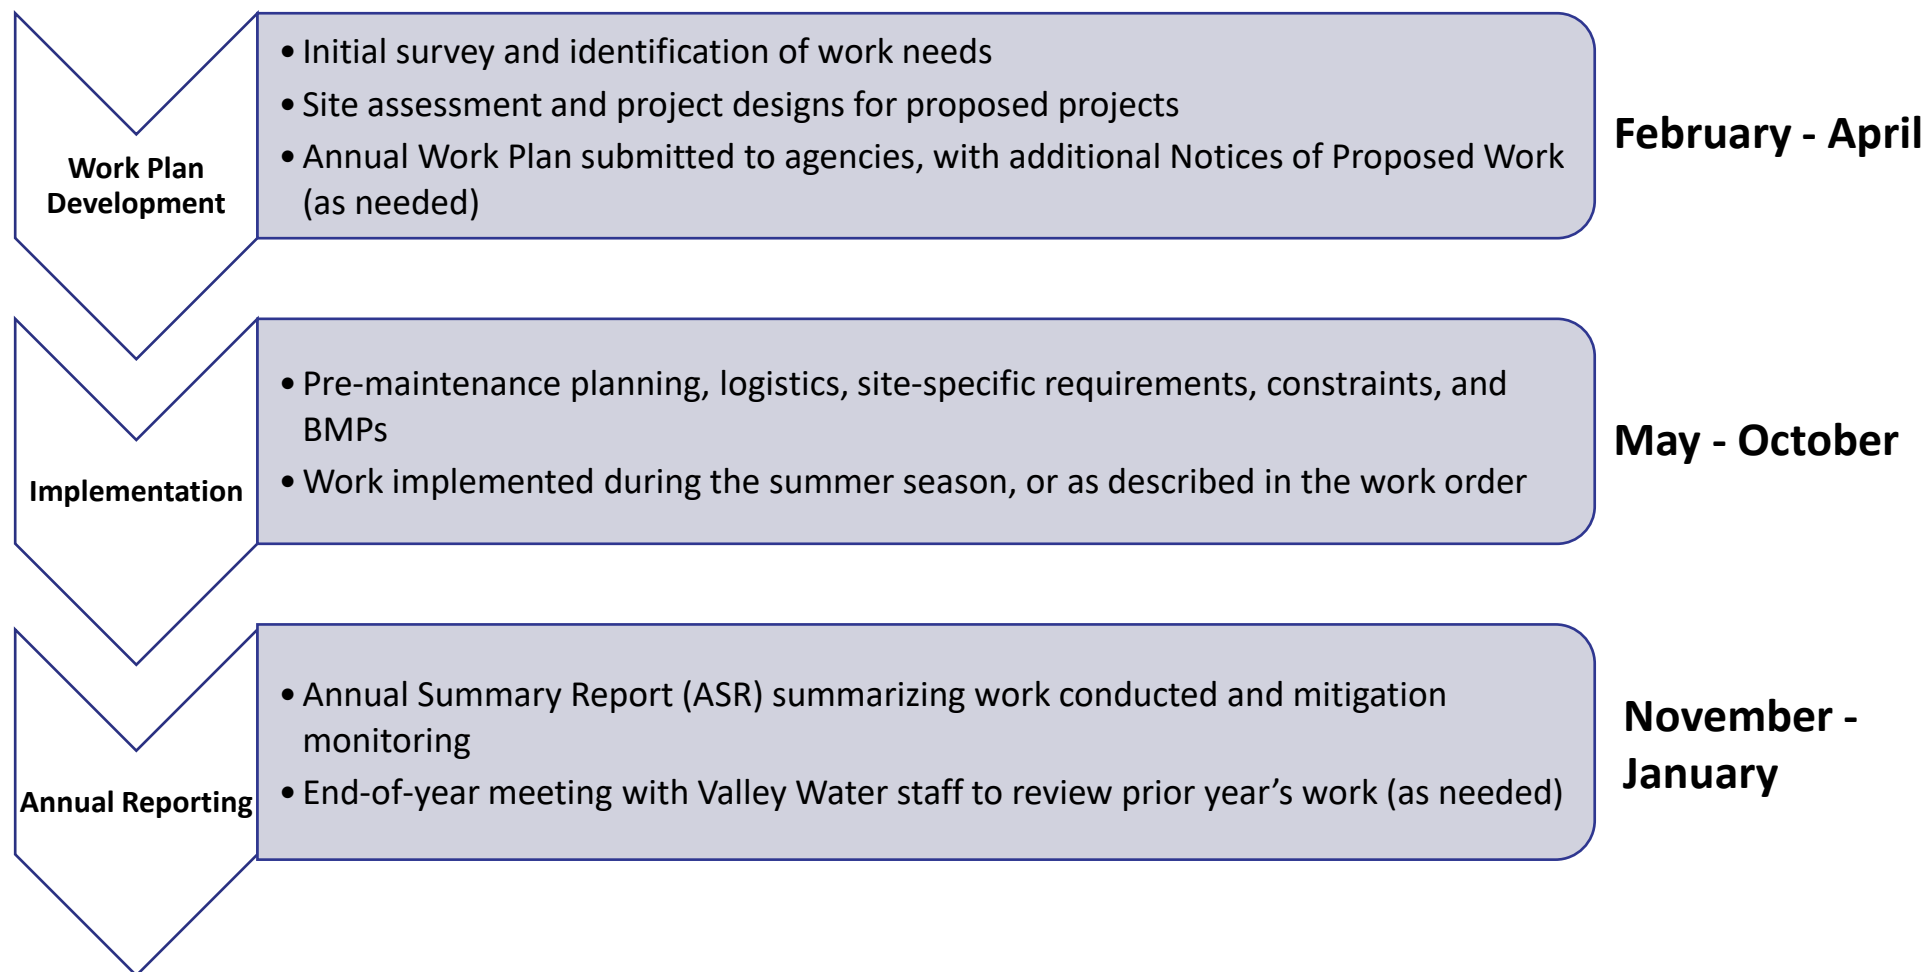 • Initial survey and identification of work needs
• Site assessment and project designs for proposed projects
• Annual Work Plan submitted to agencies, with additional Notices of Proposed Work
(as needed)
Work Plan
Development
February - April
• Pre-maintenance planning, logistics, site-specific requirements, constraints, and
BMPs
• Work implemented during the summer season, or as described in the work order
Implementation
May - October
• Annual Summary Report (ASR) summarizing work conducted and mitigation
monitoring
• End-of-year meeting with Valley Water staff to review prior year’s work (as needed)
Annual Reporting
November -
January